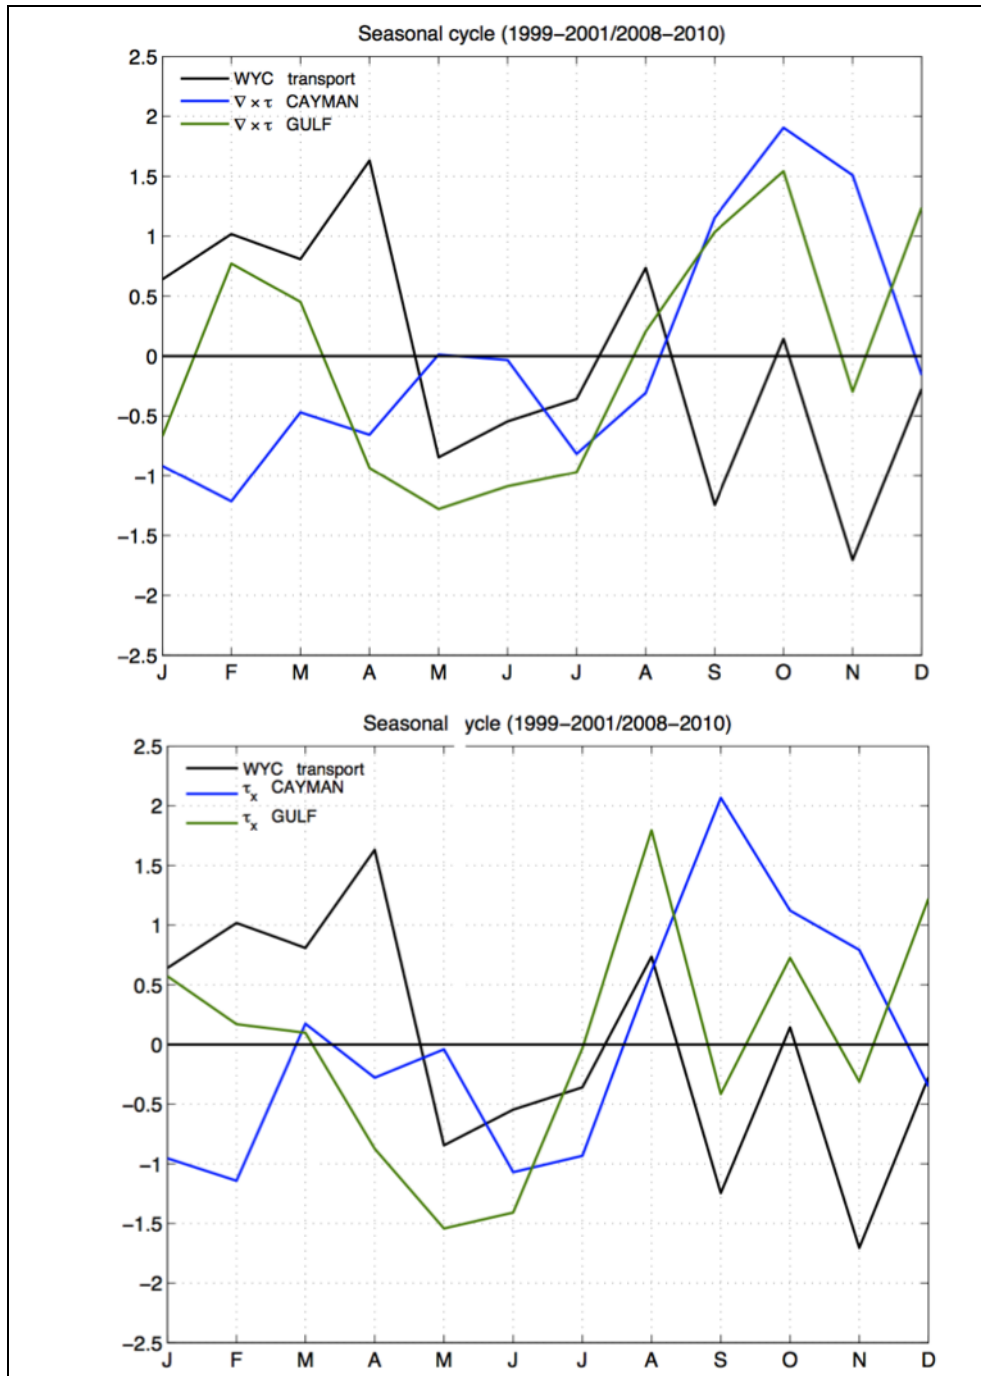 Seasonal cycle (1999−2001/2008−2010)
2.5
WYC transport
∇×τ CAYMAN
∇×τ GULF
2
1.5
1
0.5
0
−0.5
−1
−1.5
−2
−2.5
J F M A M J J A S O N D
Seasonal ycle (1999−2001/2008−2010)
2.5
WYC transport
τx CAYMAN
τx GULF
2
1.5
1
0.5
0
−0.5
−1
−1.5
−2
−2.5
J F M A M J J A S O N D